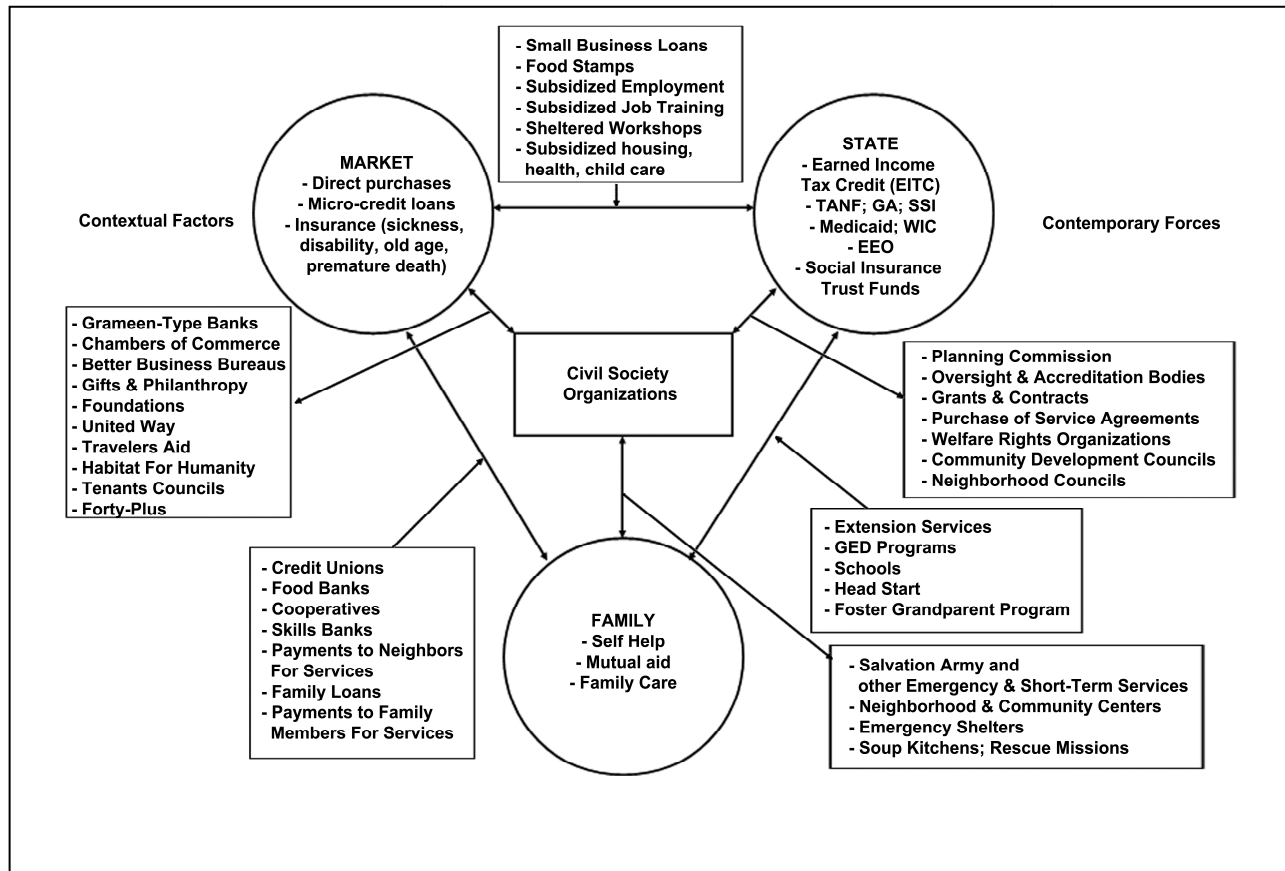 - Small Business Loans
- Food Stamps
- Subsidized Employment
- Subsidized Job Training
- Sheltered Workshops
- Subsidized housing,
health, child care
MARKET
- Direct purchases
- Micro-credit loans
- Insurance (sickness,
disability, old age,
premature death)
STATE
- Earned Income
Tax Credit (EITC)
- TANF; GA; SSI
- Medicaid; WIC
- EEO
- Social Insurance
Trust Funds
Contextual Factors
Contemporary Forces
- Grameen-Type Banks
- Chambers of Commerce
- Better Business Bureaus
- Gifts & Philanthropy
- Foundations
- United Way
- Travelers Aid
- Habitat For Humanity
- Tenants Councils
- Forty-Plus
Civil Society
Organizations
- Planning Commission
- Oversight & Accreditation Bodies
- Grants & Contracts
- Purchase of Service Agreements
- Welfare Rights Organizations
- Community Development Councils
- Neighborhood Councils
- Credit Unions
- Food Banks
- Cooperatives
- Skills Banks
- Payments to Neighbors
For Services
- Family Loans
- Payments to Family
Members For Services
FAMILY
- Self Help
- Mutual aid
- Family Care
- Extension Services
- GED Programs
- Schools
- Head Start
- Foster Grandparent Program
- Salvation Army and
other Emergency & Short-Term Services
- Neighborhood & Community Centers
- Emergency Shelters
- Soup Kitchens; Rescue Missions